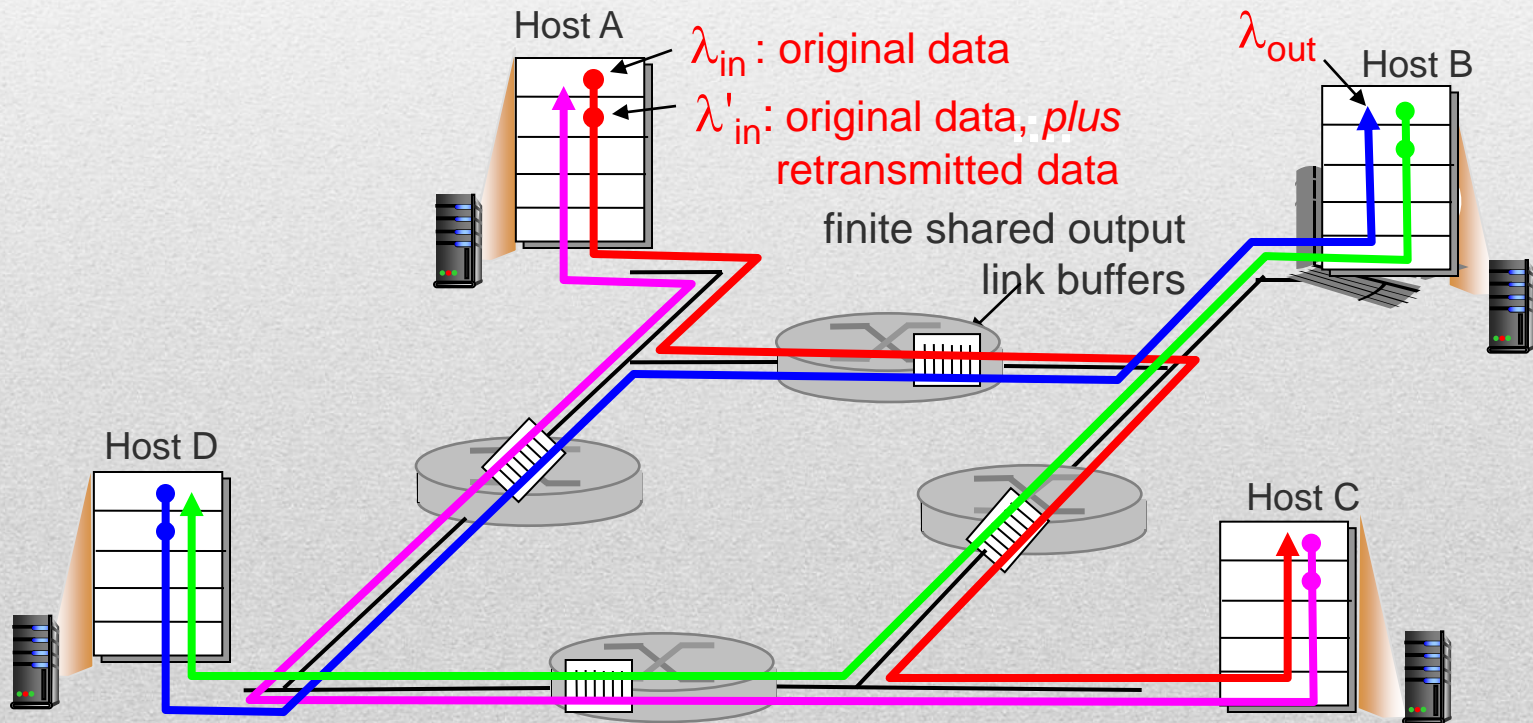 Host A
λin : original data
λ'in: original data, plus
retransmitted data
λout
Host B
finite shared output
link buffers
Host D
Host C